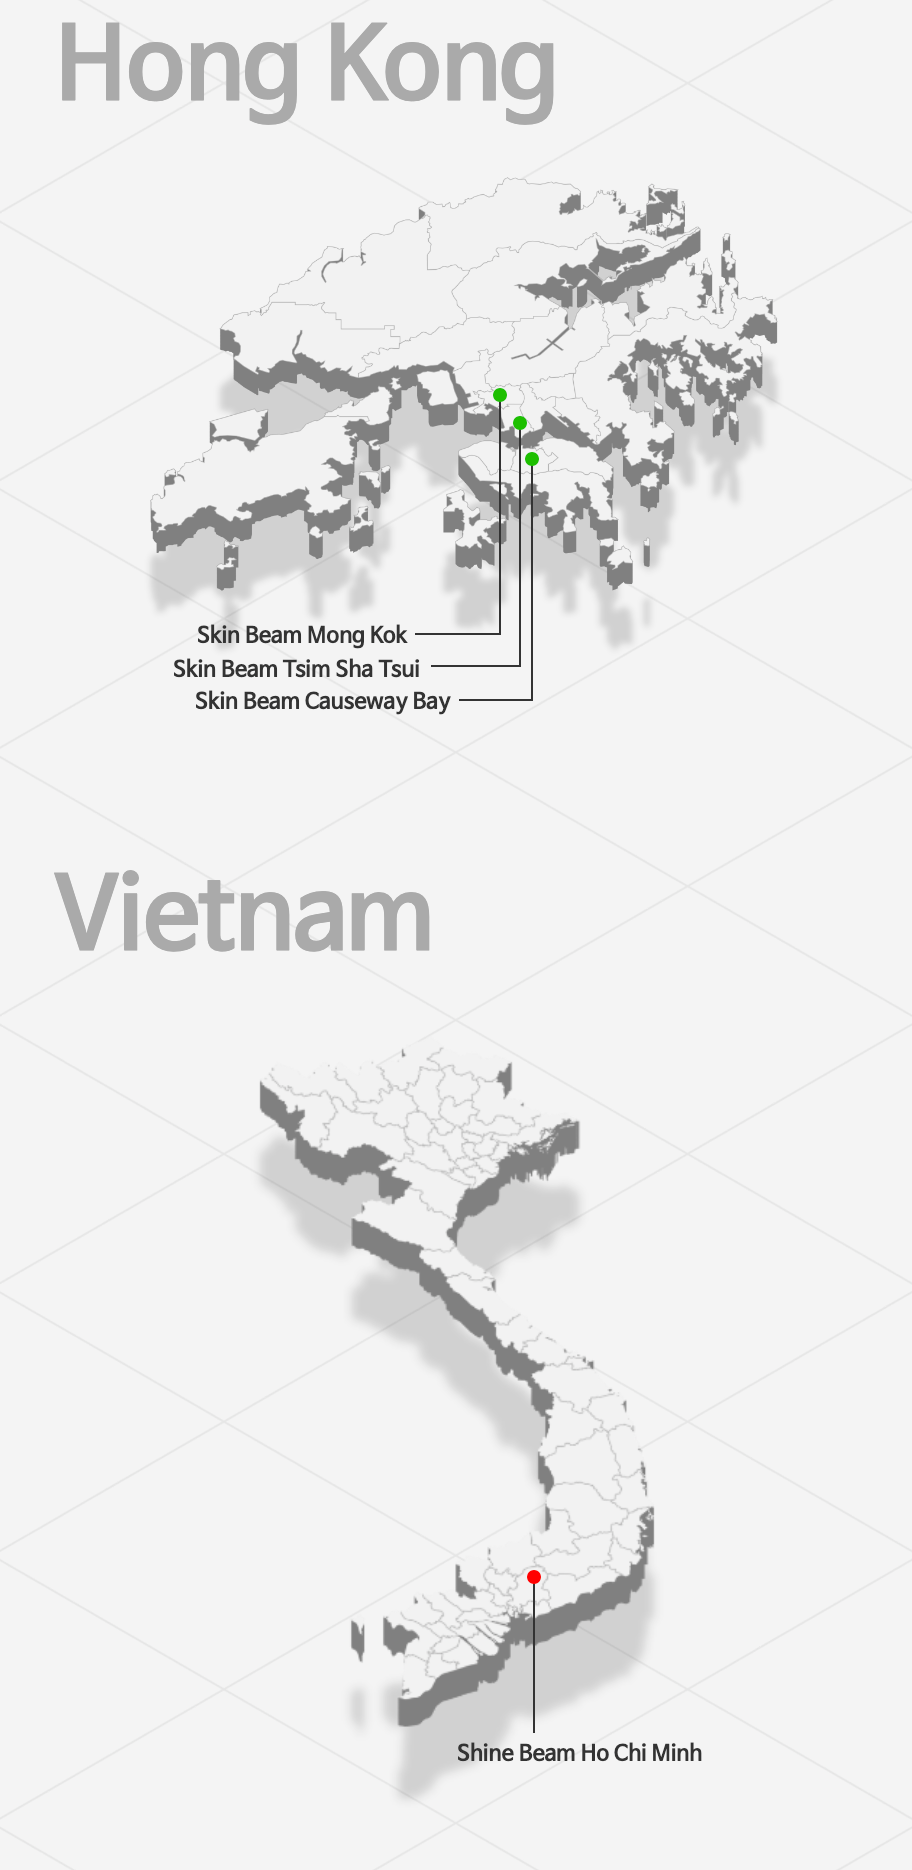 Hong Kong
Skin Beam Mong Kok
Skin Beam Tsim Sha Tsui
Skin Beam Causeway Bay
Vietnam
Shine Beam Ho Chi Minh